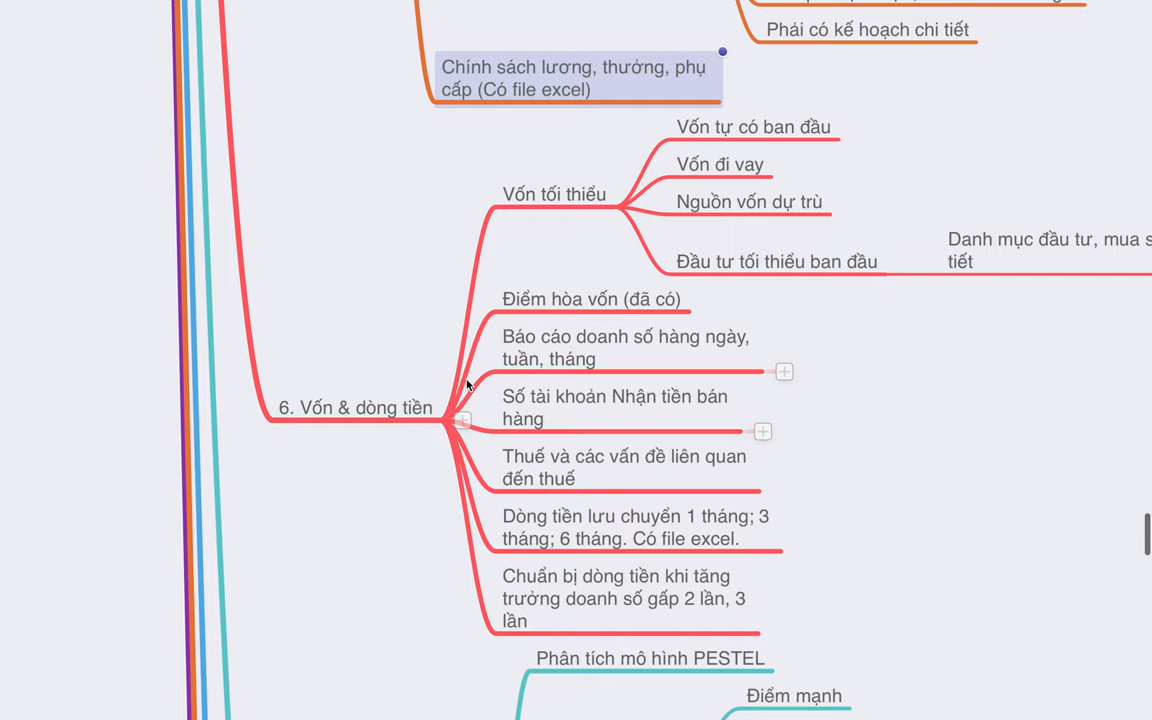 Phải có kế hoạch chi tiết
Chính sách lương, thưởng, phụ
cấp (Có file excel)
Vốn tự có ban đầu
Vốn đi vay
Vốn tối thiểu
Nguồn vốn dự trù
Danh mục đầu tư, mua
tiết
Đầu tư tối thiểu ban đầu
Điểm hòa vốn (đã có)
Báo cáo doanh số hàng ngày,
tuần, tháng
Số tài khoản Nhận tiền bán
hàng
6. Vốn & dòng tiền
Thuế và các vấn đề liên quan
đến thuế
Dòng tiền lưu chuyển 1 tháng; 3
tháng; 6 tháng. Có file excel.
Chuẩn bị dòng tiền khi tăng
trưởng doanh số gấp 2 lần, 3
lần
Phân tích mô hình PESTEL
Điểm mạnh